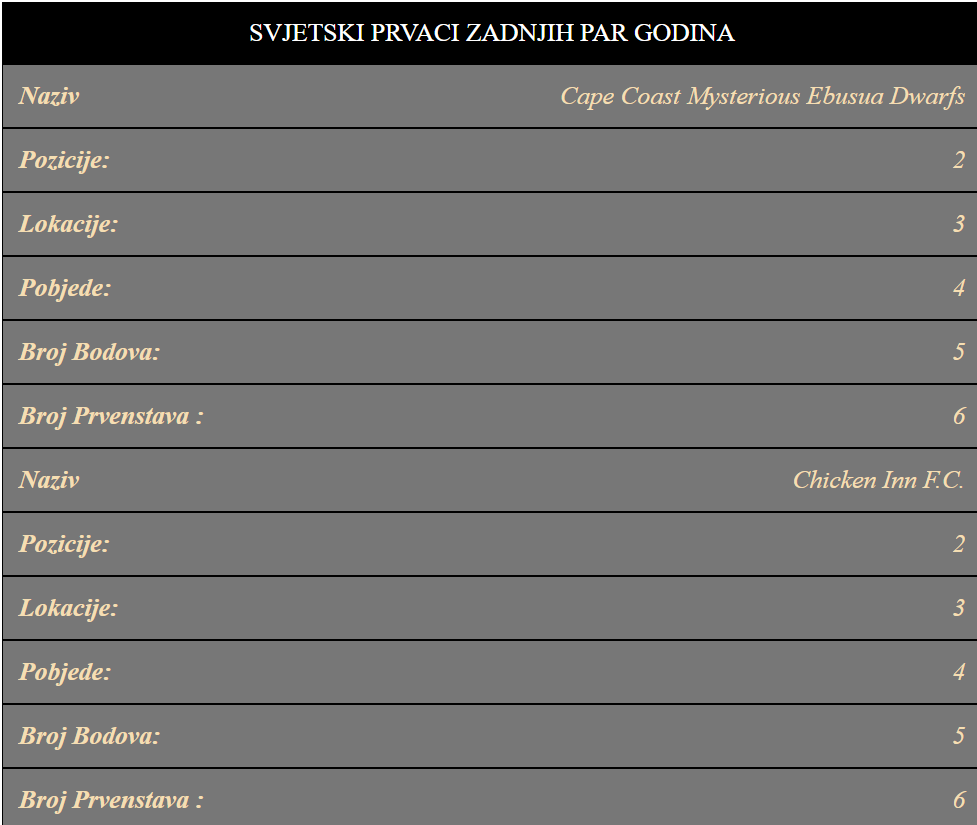 SVJETSKI PRVACI ZADNJIH PAR GODINA
Naziv Cape Coast Mysterious Ebusua Dwarfs
Pozicije: 2
Lokacije: 3
Pobjede: 4
Broj Bodova: 5
Broj Prvenstava : 6
Naziv Chicken Inn F.C.
Pozicije: 2
Lokacije: 3
Pobjede: 4
Broj Bodova: 5
Broj Prvenstava : 6